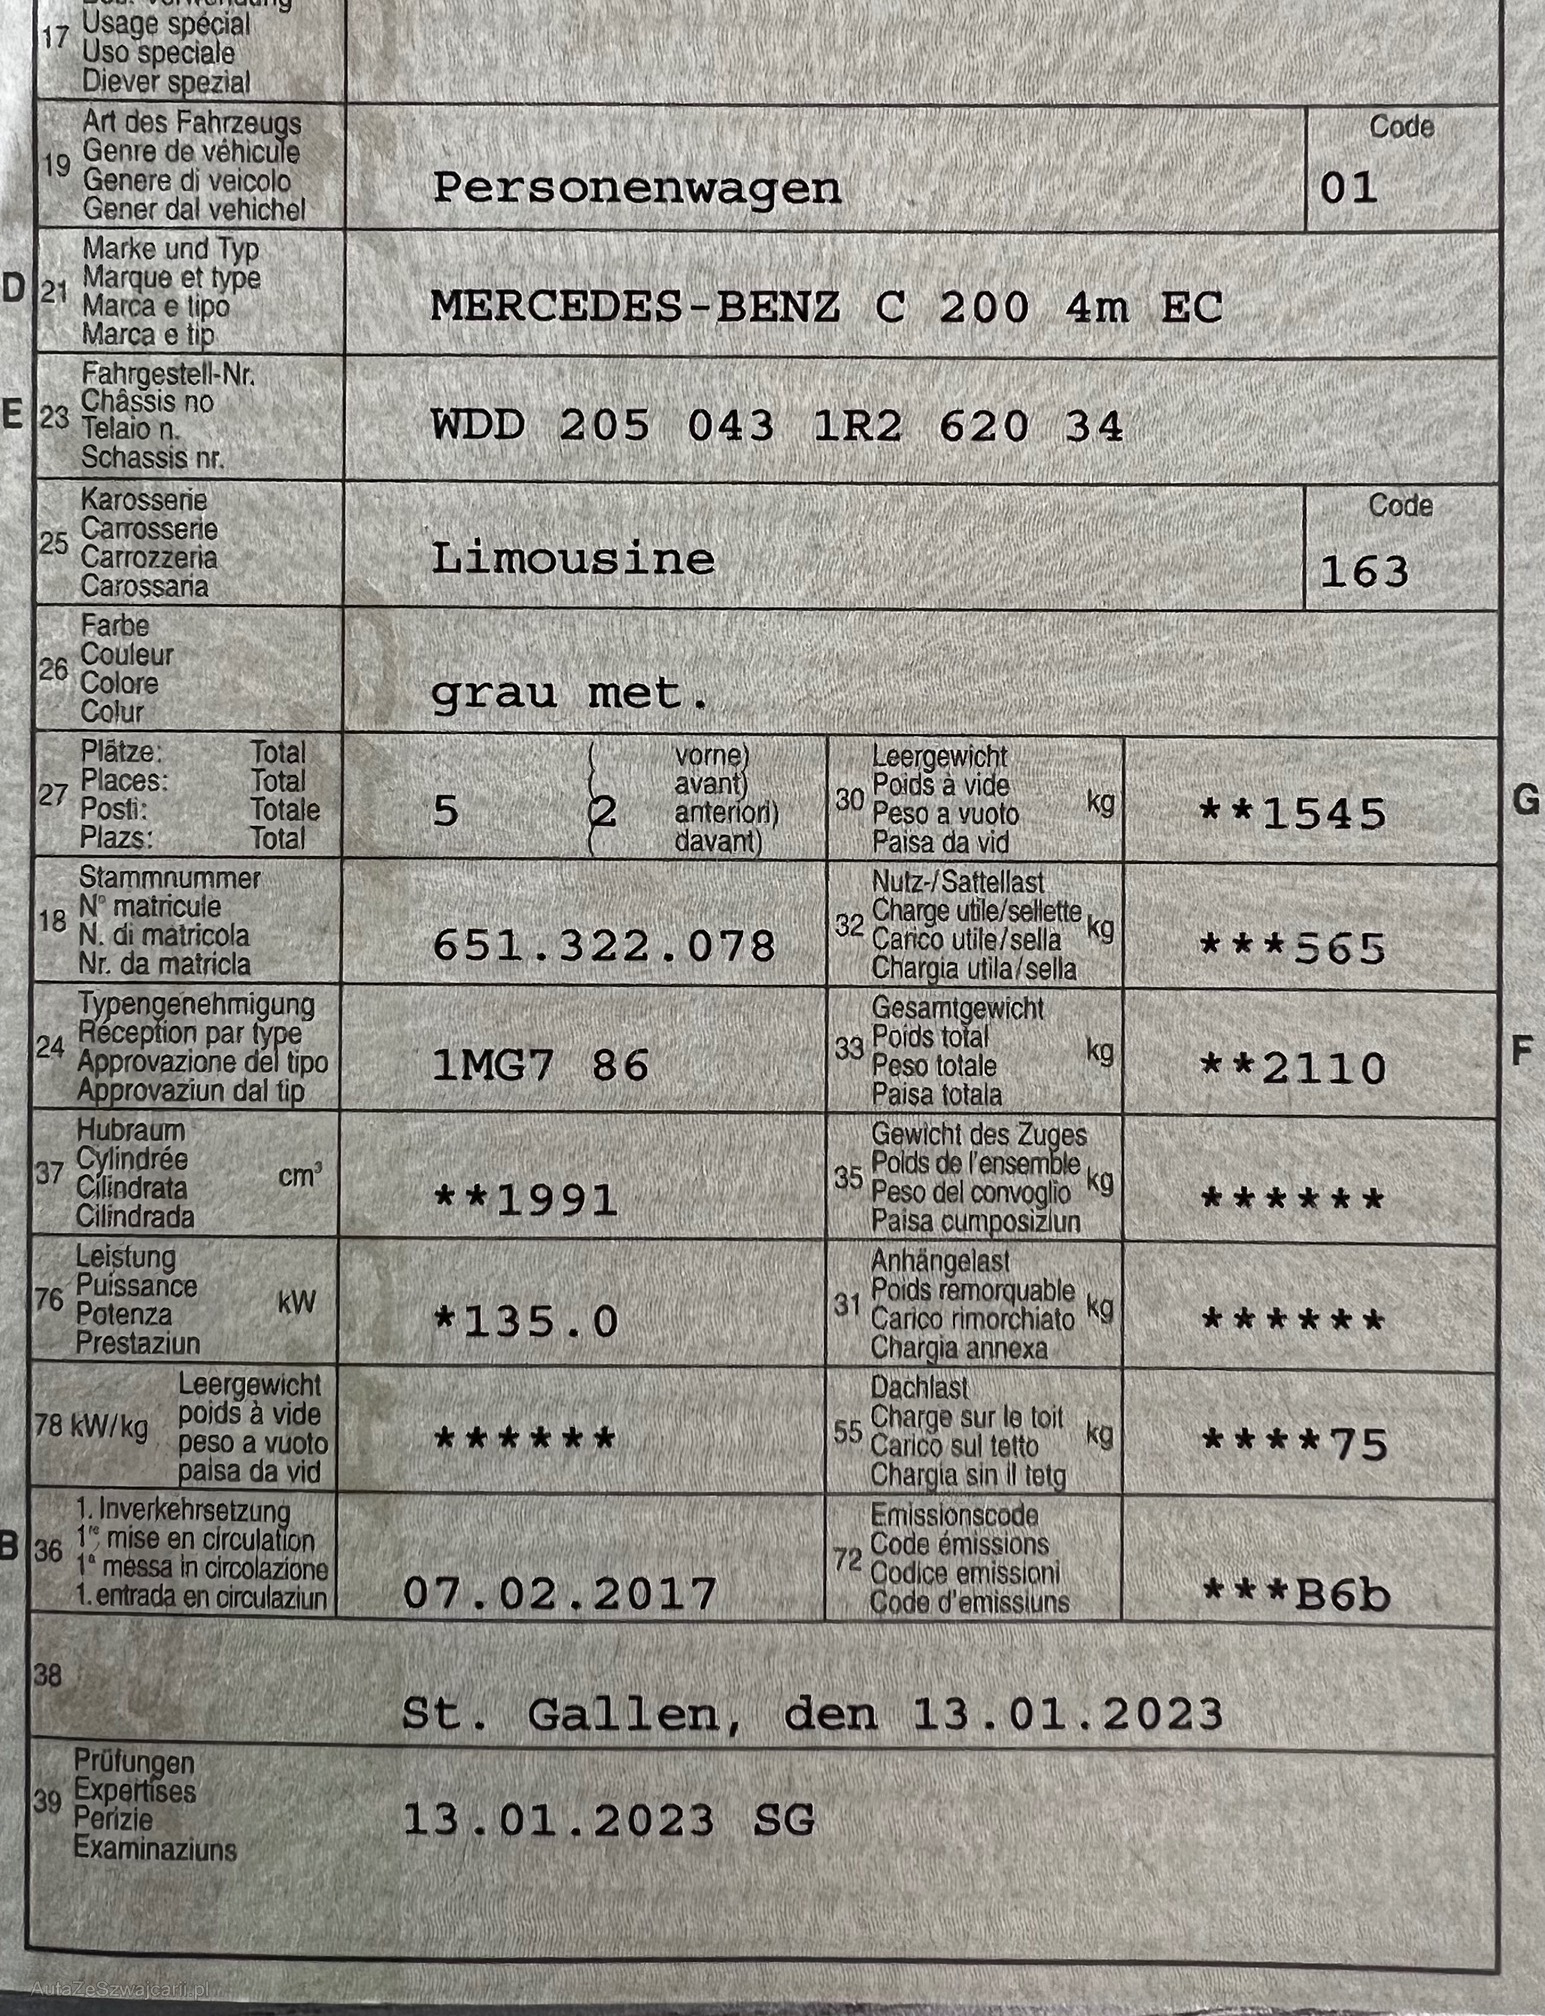 17 Usage spécial
Uso speciale
Diever spezial
19 Art des Fahrzeugs
Genre de véhicule
Genere di veicolo
Gener dal vehichel
Personenwagen
Code
01
D 21 Marke und Typ
Marque et type
Marca e tipo
Marca e tip
MERCEDES-BENZ C 200 4m EC
E 23 Fahrgestell-Nr.
Châssis no
Telaio n.
Schassis nr.
WDD 205 043 1R2 620 34
25 Karosserie
Carrosserie
Carrozzeria
Carossaria
Limousine
Code
163
26 Farbe
Couleur
Colore
Colur
grau met.
27 Plätze: Total
Places: Total
Posti: Totale
Plazs: Total
5 (2 vorne)
avant)
anteriori)
davant)
30 Leergewicht
Poids à vide
Peso a vuoto
Paisa da vid
kg
**1545
G
18 Stammnummer
N° matricule
N. di matricola
Nr. da matricla
651.322.078
32 Nutz-/Sattellast
Charge utile/sellette
Carico utile/sella
Chargia utila/sella
kg
***565
24 Typengenehmigung
Réception par type
Approvazione del tipo
Approvaziun dal tip
1MG7 86
33 Gesamtgewicht
Poids total
Peso totale
Paisa totala
kg
**2110
F
37 Hubraum
Cylindrée
Cilindrata
Cilindrada
cm³
**1991
35 Gewicht des Zuges
Poids de l'ensemble
Peso del convoglio
Paisa cumposiziun
kg
******
76 Leistung
Puissance
Potenza
Prestaziun
kW
*135.0
31 Anhängelast
Poids remorquable
Carico rimorchiato
Chargia annexa
kg
******
78 kW/kg
Leergewicht
poids à vide
peso a vuoto
paisa da vid
******
55 Dachlast
Charge sur le toit
Carico sul tetto
Chargia sin il tetg
kg
****75
B 36 1. Inverkehrsetzung
1re mise en circulation
1a messa in circolazione
1. entrada en circulaziun
07.02.2017
72 Emissionscode
Code émissions
Codice emissioni
Code d'emissiuns
***B6b
38
St. Gallen, den 13.01.2023
39 Prüfungen
Expertises
Perizie
Examinaziuns
13.01.2023 SG
AutaZeSzwajcarii.pl